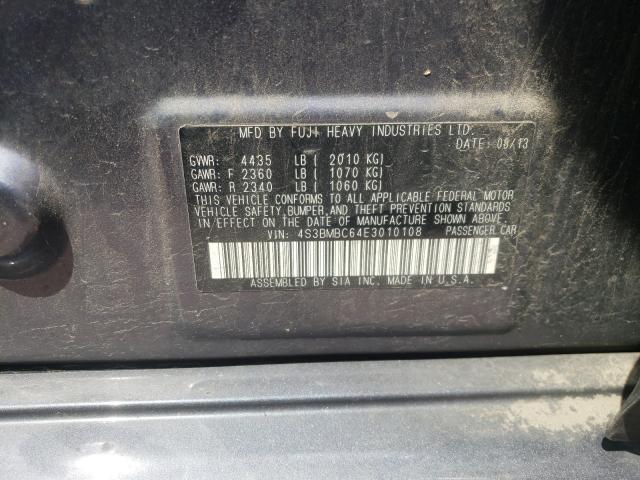 MFD BY FUJI HEAVY INDUSTRIES LTD.
DATE: 09/13
GVWR: 4435 LB ( 2010 KG)
GAWR: F 2360 LB ( 1070 KG)
GAWR: R 2340 LB ( 1060 KG)
THIS VEHICLE CONFORMS TO ALL APPLICABLE FEDERAL MOTOR
VEHICLE SAFETY, BUMPER, AND THEFT PREVENTION STANDARDS
IN EFFECT ON THE DATE OF MANUFACTURE SHOWN ABOVE.
VIN: 4S3BMBC64E3010108 PASSENGER CAR
ASSEMBLED BY SIA INC. MADE IN U.S.A.